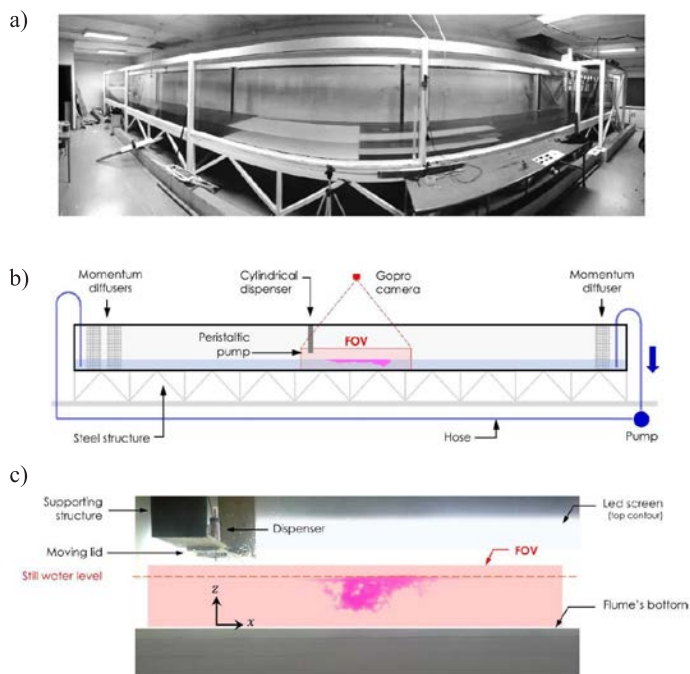 a)
b)
Momentum
diffusers
Cylindrical
dispenser
Gopro
camera
Momentum
diffuser
Peristaltic
pump
FOV
Steel structure
Hose
Pump
c)
Supporting
structure
Dispenser
Led screen
(top contour)
Moving lid
FOV
Still water level
z
x
Flume's bottom